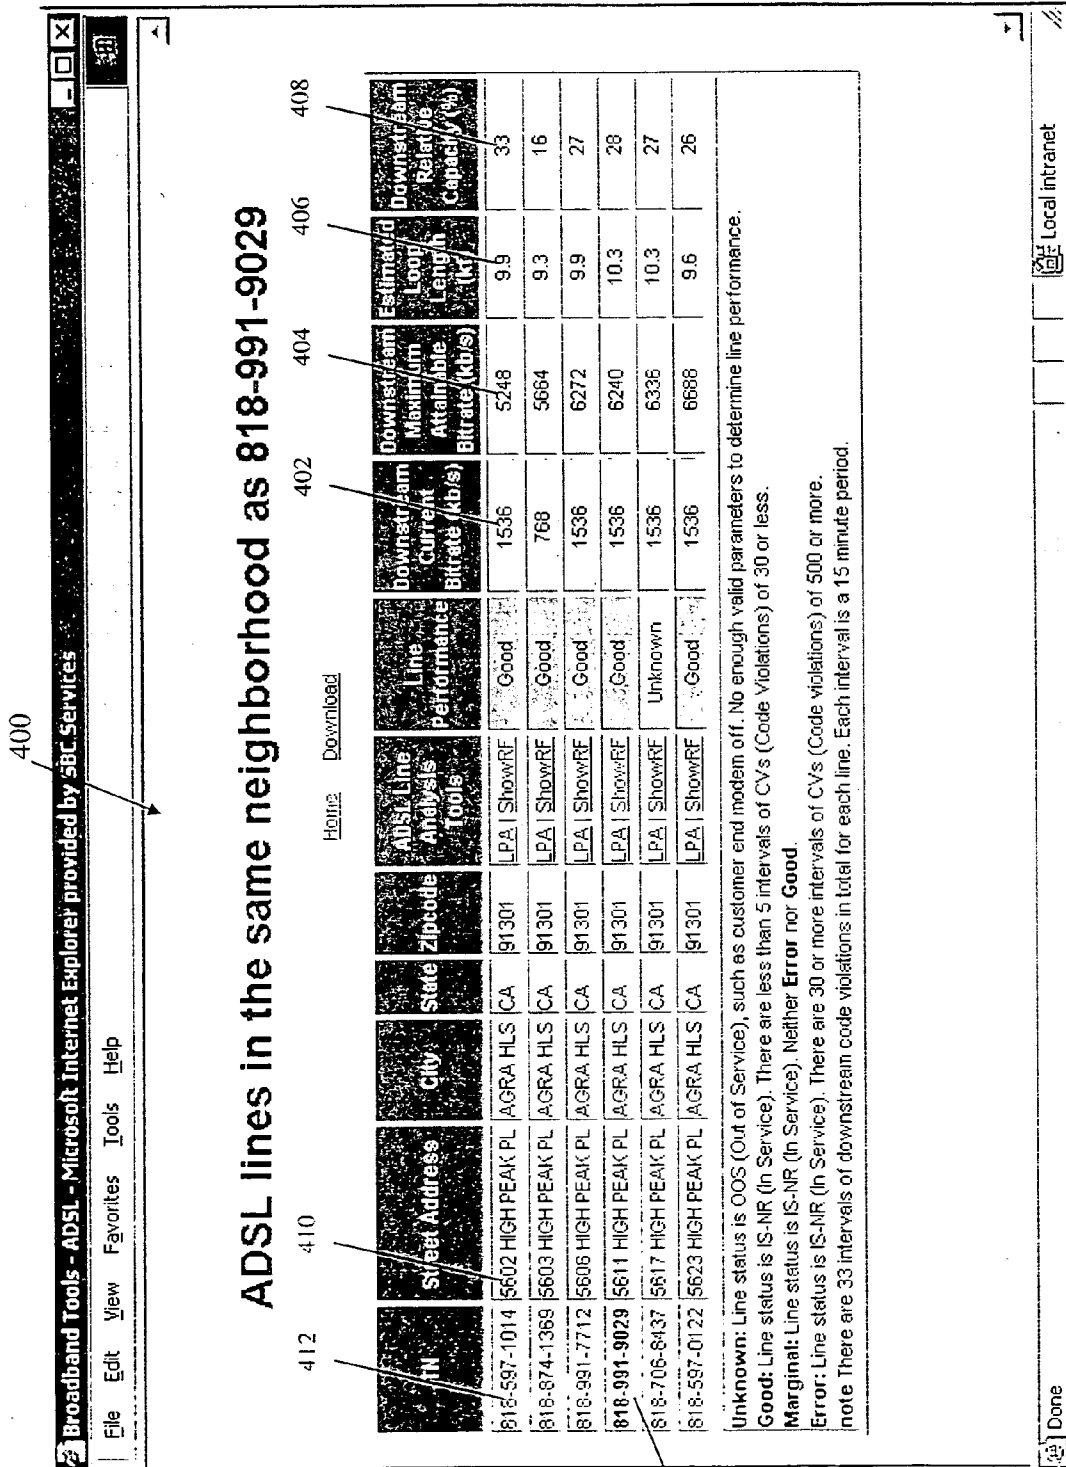 400
Broadband Tools - ADSL - Microsoft Internet Explorer provided by SBC Services
File Edit View Favorites Tools Help
ADSL lines in the same neighborhood as 818-991-9029
Home Download
412 410 402 404 406 408
TN Street Address City State zipcode ADSL Line Analysis Tools Line Performance Downstream Current Bitrate (kb/s) Downstream Maximum Attainable Bitrate (kb/s) Estimated Loop Length Downstream Relative Capacity (%)
818-597-1014 5602 HIGH PEAK PL AGRA HLS CA 91301 LPA | ShowRF Good 1536 5248 9.9 33
818-874-1369 5603 HIGH PEAK PL AGRA HLS CA 91301 LPA | ShowRF Good 768 5664 9.3 16
818-991-7712 5606 HIGH PEAK PL AGRA HLS CA 91301 LPA | ShowRF Good 1536 6272 9.9 27
818-991-9029 5611 HIGH PEAK PL AGRA HLS CA 91301 LPA | ShowRF Good 1536 6240 10.3 28
818-706-8437 5617 HIGH PEAK PL AGRA HLS CA 91301 LPA | ShowRF Unknown 1536 6336 10.3 27
818-597-0122 5623 HIGH PEAK PL AGRA HLS CA 91301 LPA | ShowRF Good 1536 6688 9.6 26
Unknown: Line status is OOS (Out of Service), such as customer end modem off. No enough valid parameters to determine line performance.
Good: Line status is IS-NR (In Service). There are less than 5 intervals of CVs (Code Violations) of 30 or less.
Marginal: Line status is IS-NR (In Service). Neither Error nor Good.
Error: Line status is IS-NR (In Service). There are 30 or more intervals of CVs (Code violations) of 500 or more.
note There are 33 intervals of downstream code violations in total for each line. Each interval is a 15 minute period.
Done Local intranet